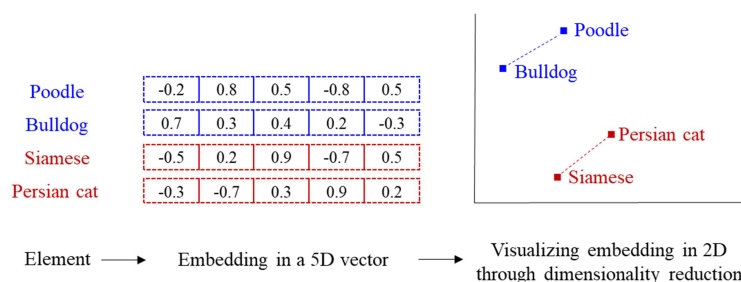 Poodle -0.2 0.8 0.5 -0.8 0.5
Bulldog 0.7 0.3 0.4 0.2 -0.3
Siamese -0.5 0.2 0.9 -0.7 0.5
Persian cat -0.3 -0.7 0.3 0.9 0.2
Poodle
Bulldog
Persian cat
Siamese
Element
Embedding in a 5D vector
Visualizing embedding in 2D
through dimensionality reduction